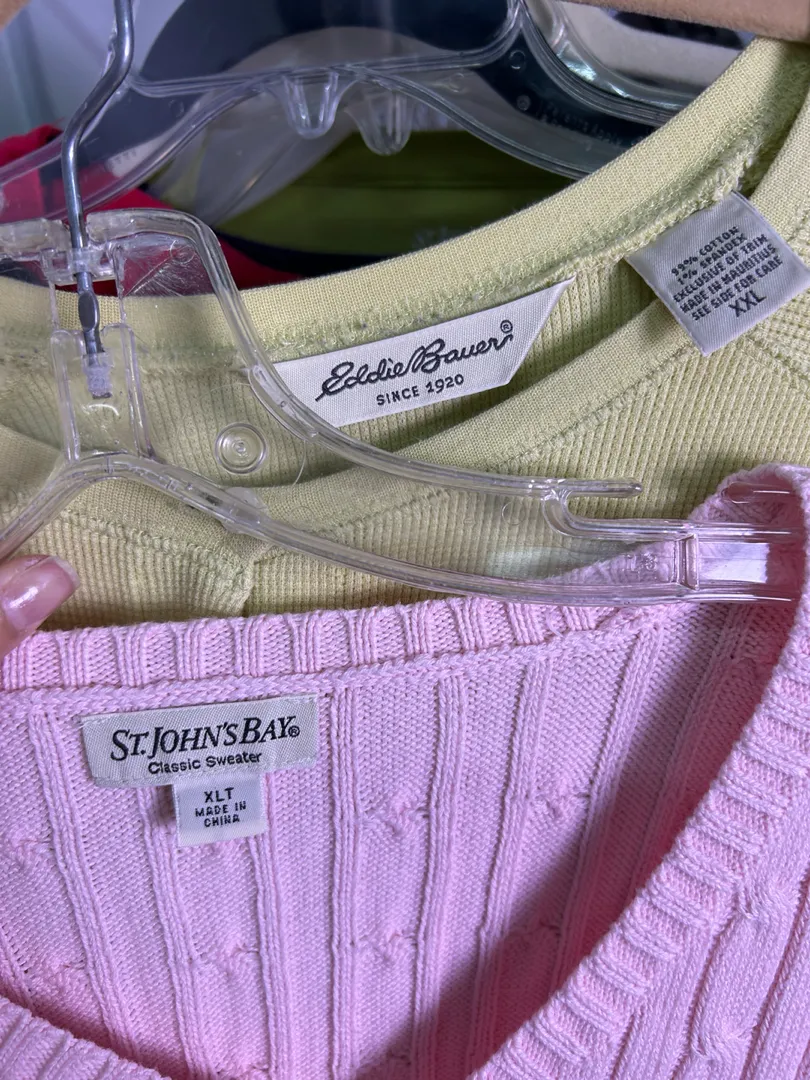 Eddie Bauer®
SINCE 1920
99% COTTON
1% SPANDEX
EXCLUSIVE OF TRIM
MADE IN MAURITIUS
SEE SIDE FOR CARE
XXL
ST. JOHN'S BAY®
Classic Sweater
XLT
MADE IN
CHINA